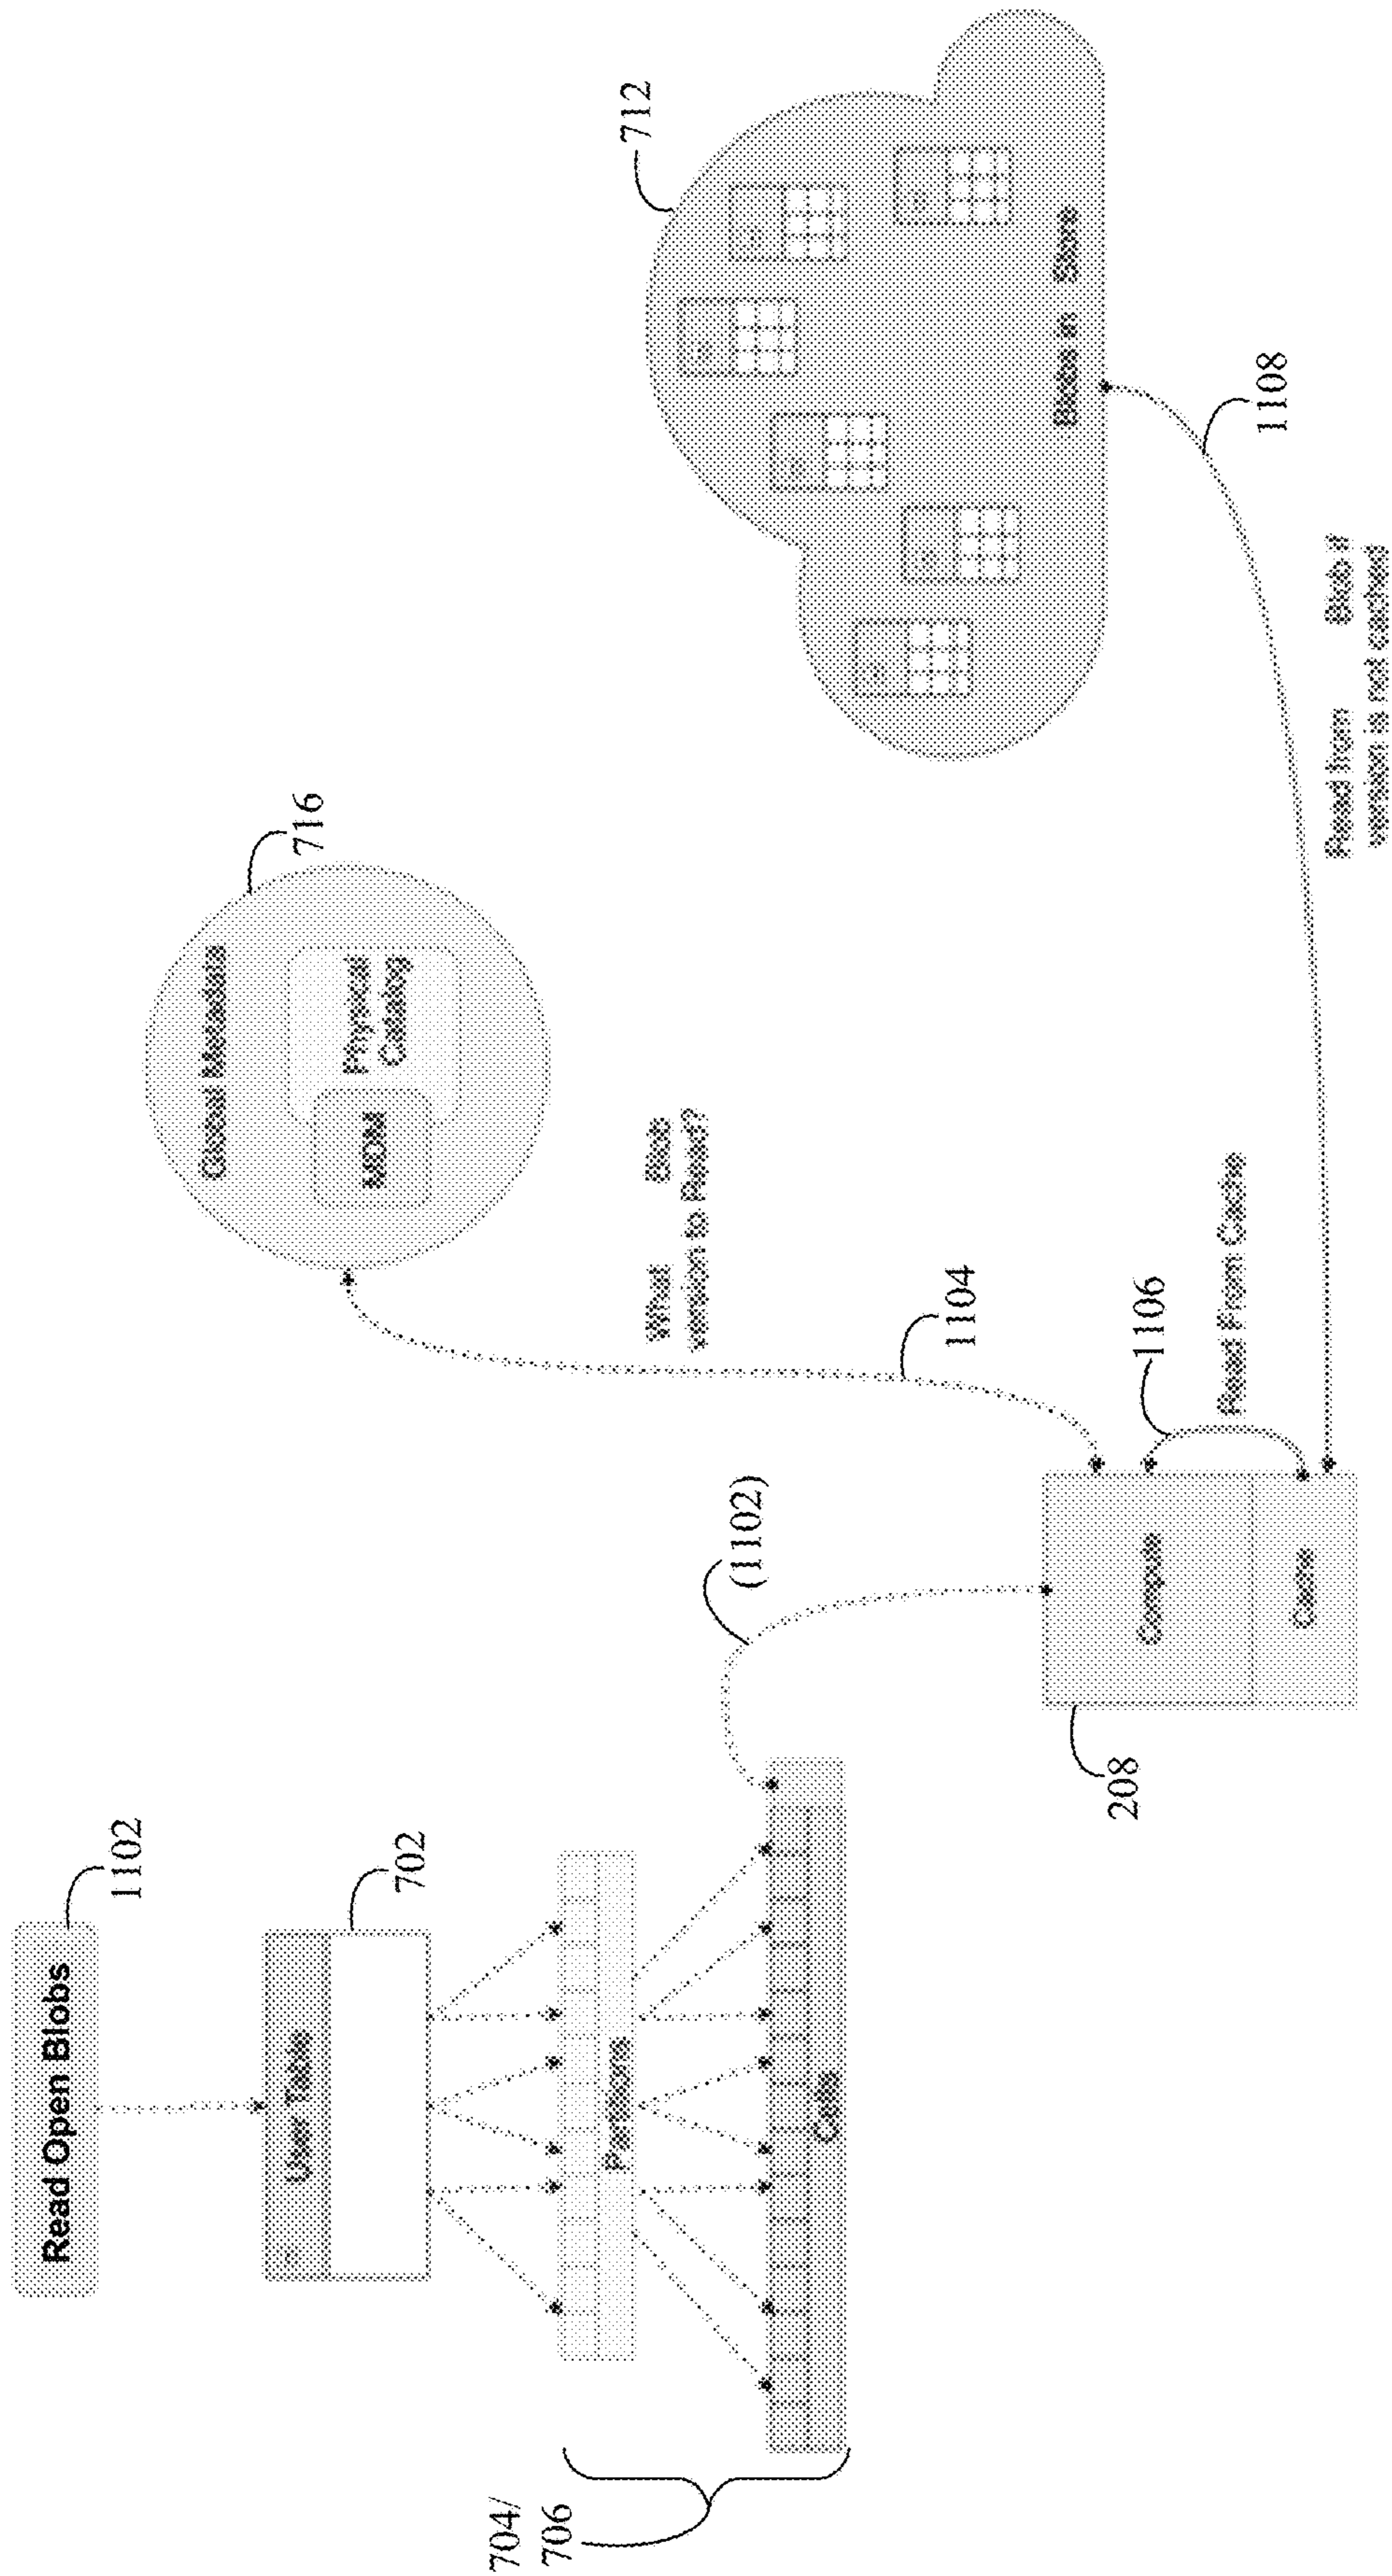 Read Open Blobs
1102
User Table
702
Partitions
Cells
704/
706
(1102)
Global Metadata
MDM
Physical
Catalog
716
What Blob
version to Read?
1104
208
Compute
Cache
1106
Read From Cache
712
Blobs in Store
1108
Read from Blob if
version is not cached